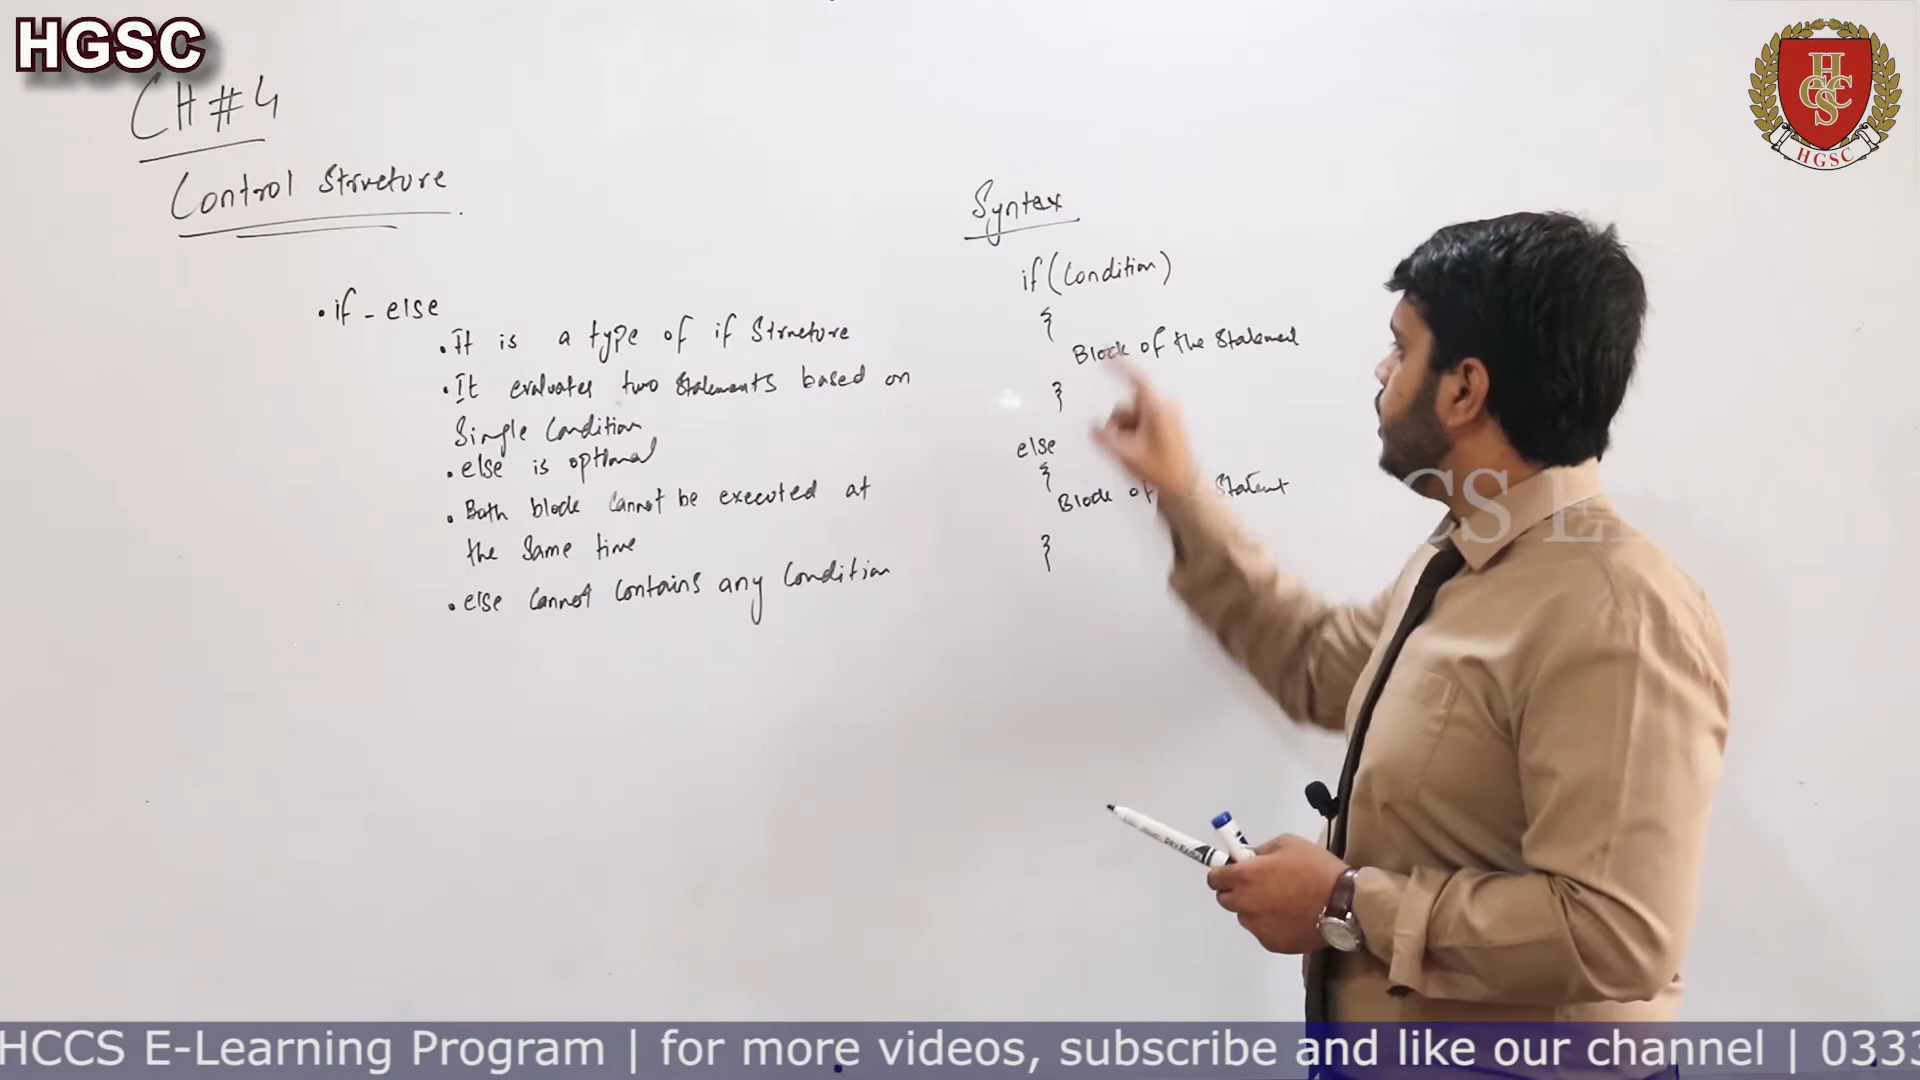 HGSC
CH#4
Control Structure
• if - else
• It is a type of if Structure
• It evaluates two Statements based on
Single Condition
• else is optional
• Both block cannot be executed at
the Same time
• else Cannot Contains any Condition
Syntax
if (Condition)
{
Block of the Statement
}
else
{
Block of Statement
}
HCCS
HGSC
CS E
HCCS E-Learning Program | for more videos, subscribe and like our channel | 0333